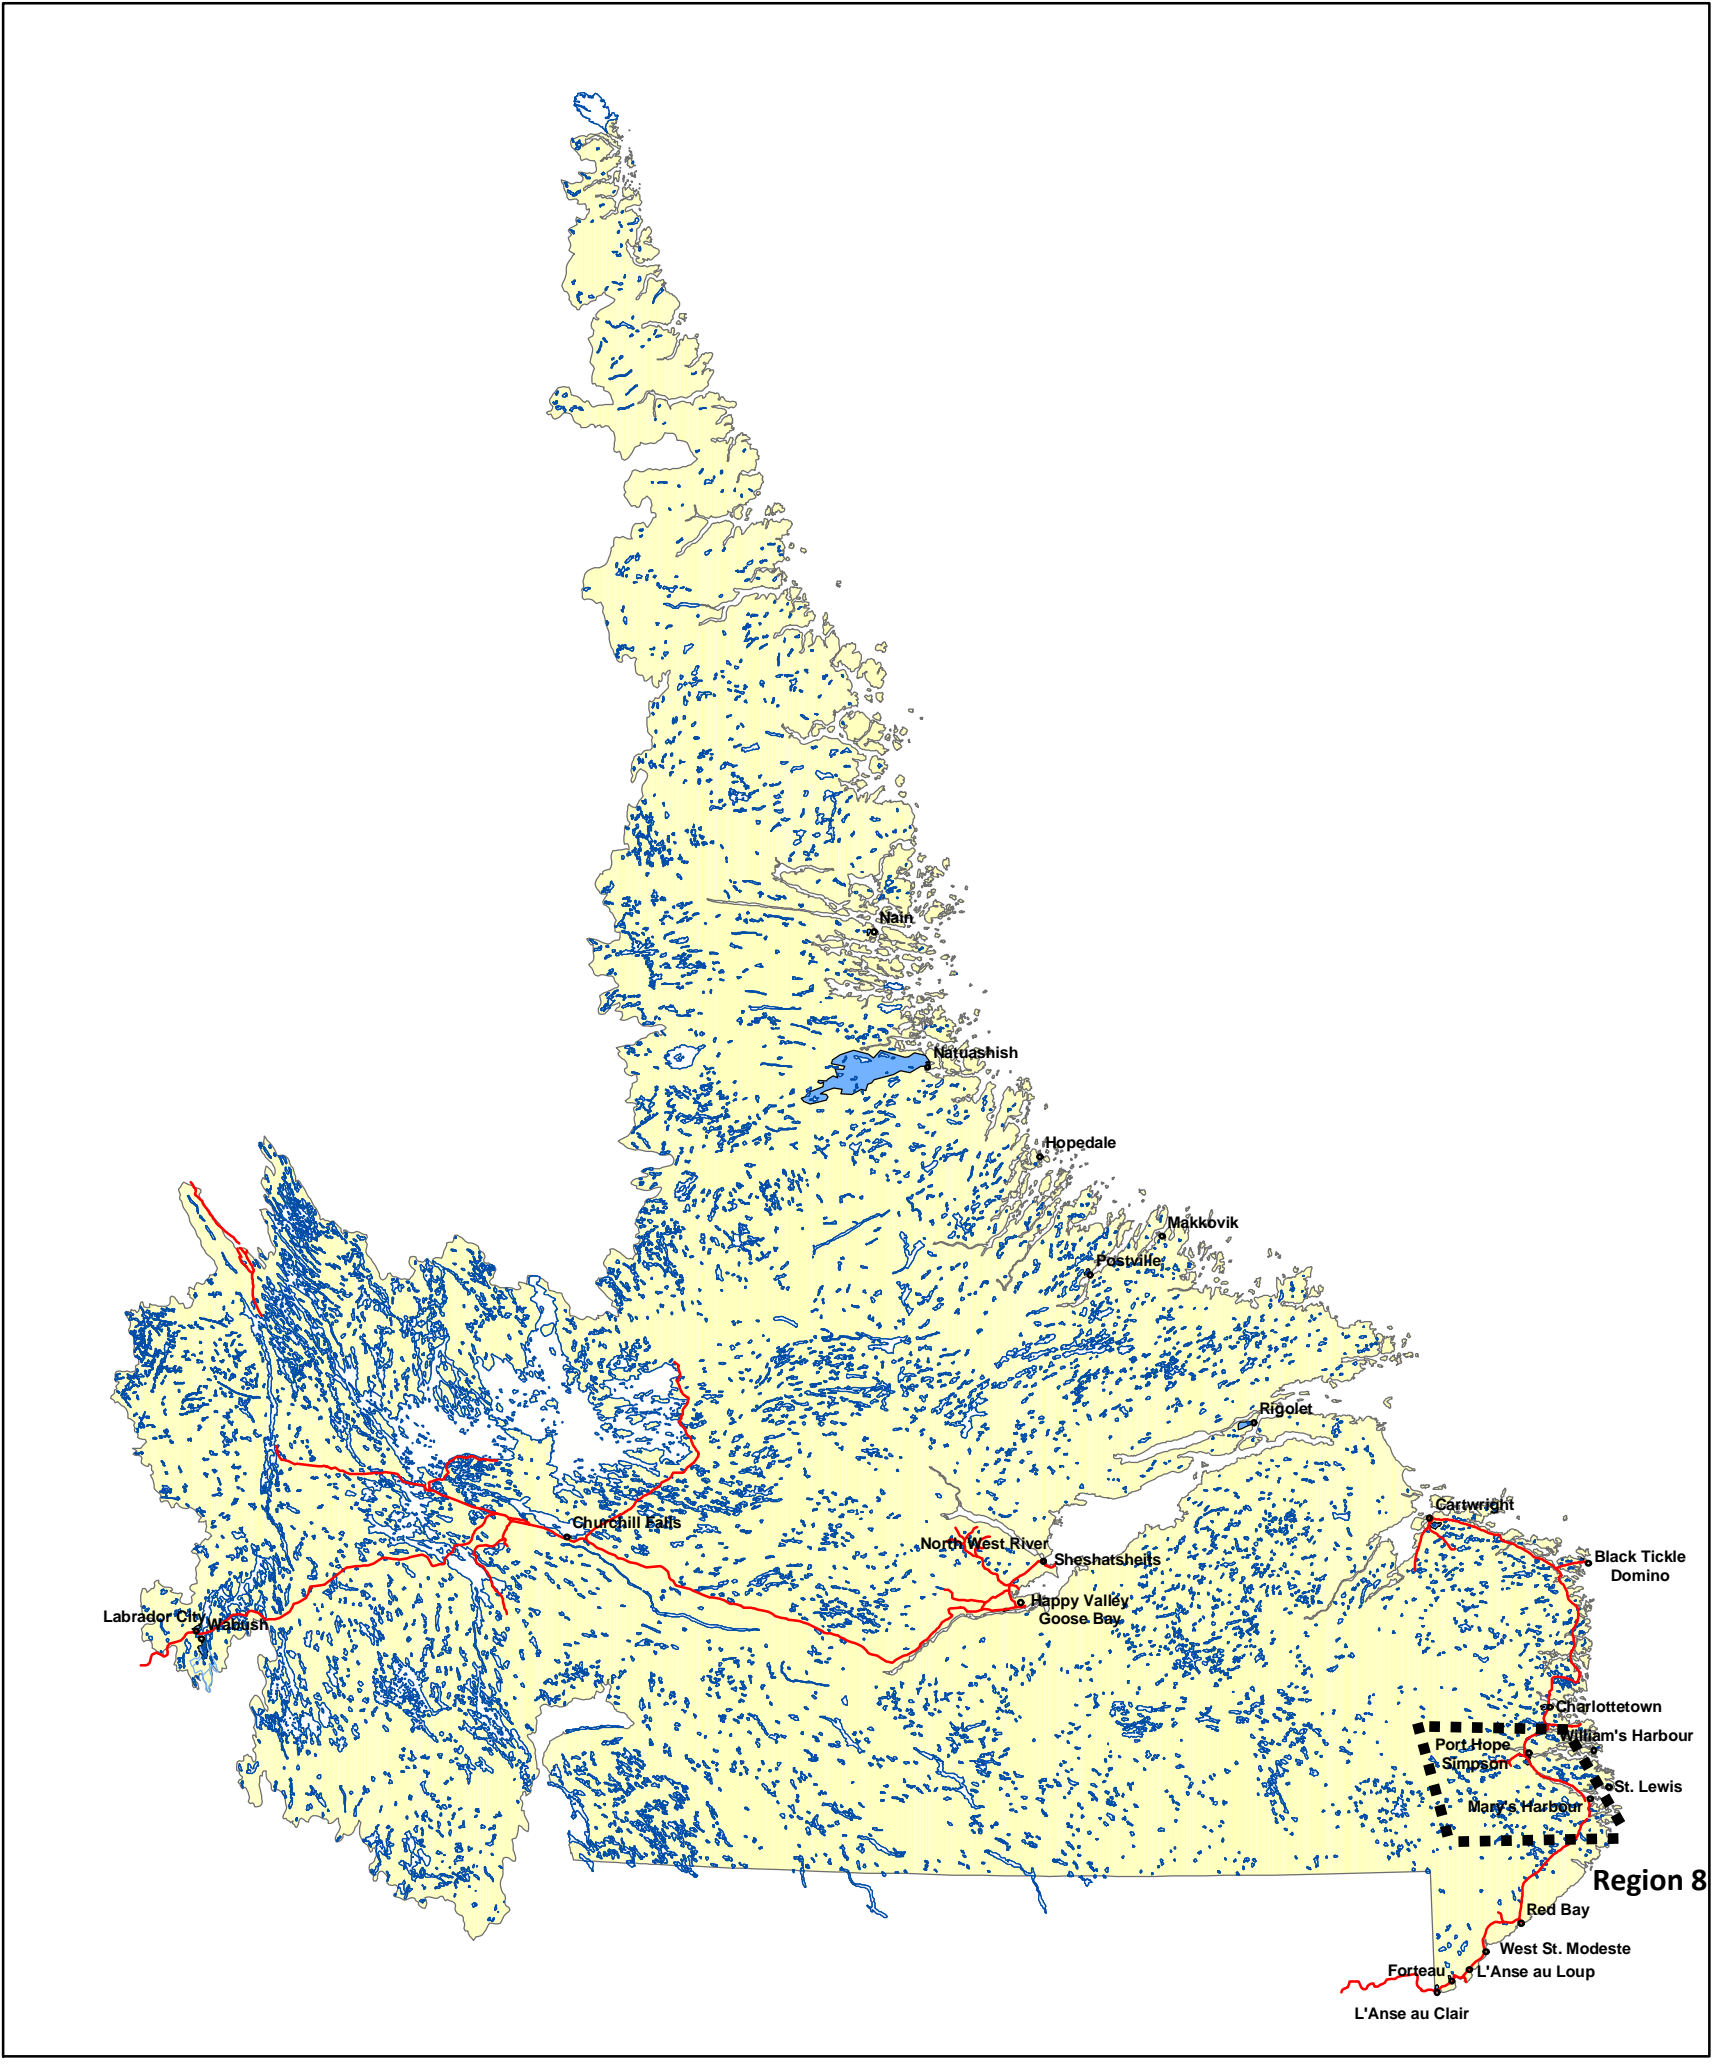 Nain
Natuashish
Hopedale
Makkovik
Postville
Rigolet
Cartwright
Churchill Falls
North West River
Sheshatsheits
Black Tickle
Domino
Happy Valley
Goose Bay
Labrador City
Wabush
Charlottetown
William's Harbour
Port Hope
Simpson
St. Lewis
Mary's Harbour
Region 8
Red Bay
West St. Modeste
Forteau
L'Anse au Loup
L'Anse au Clair